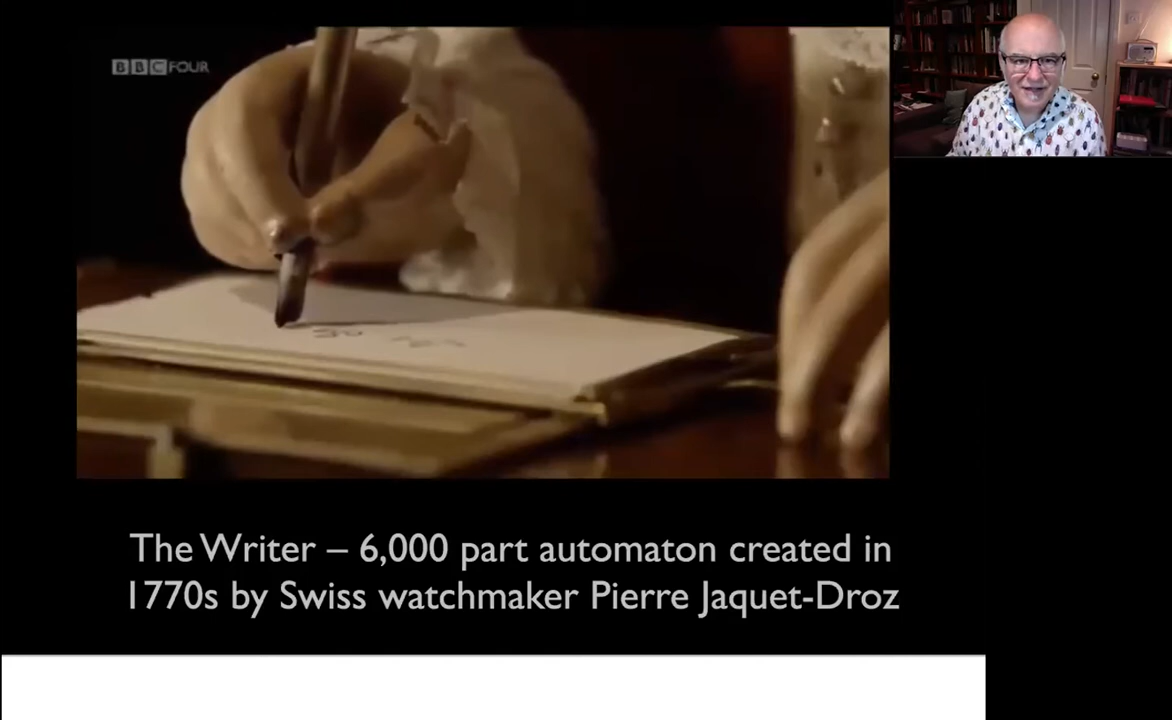 BBC FOUR
The Writer – 6,000 part automaton created in
1770s by Swiss watchmaker Pierre Jaquet-Droz